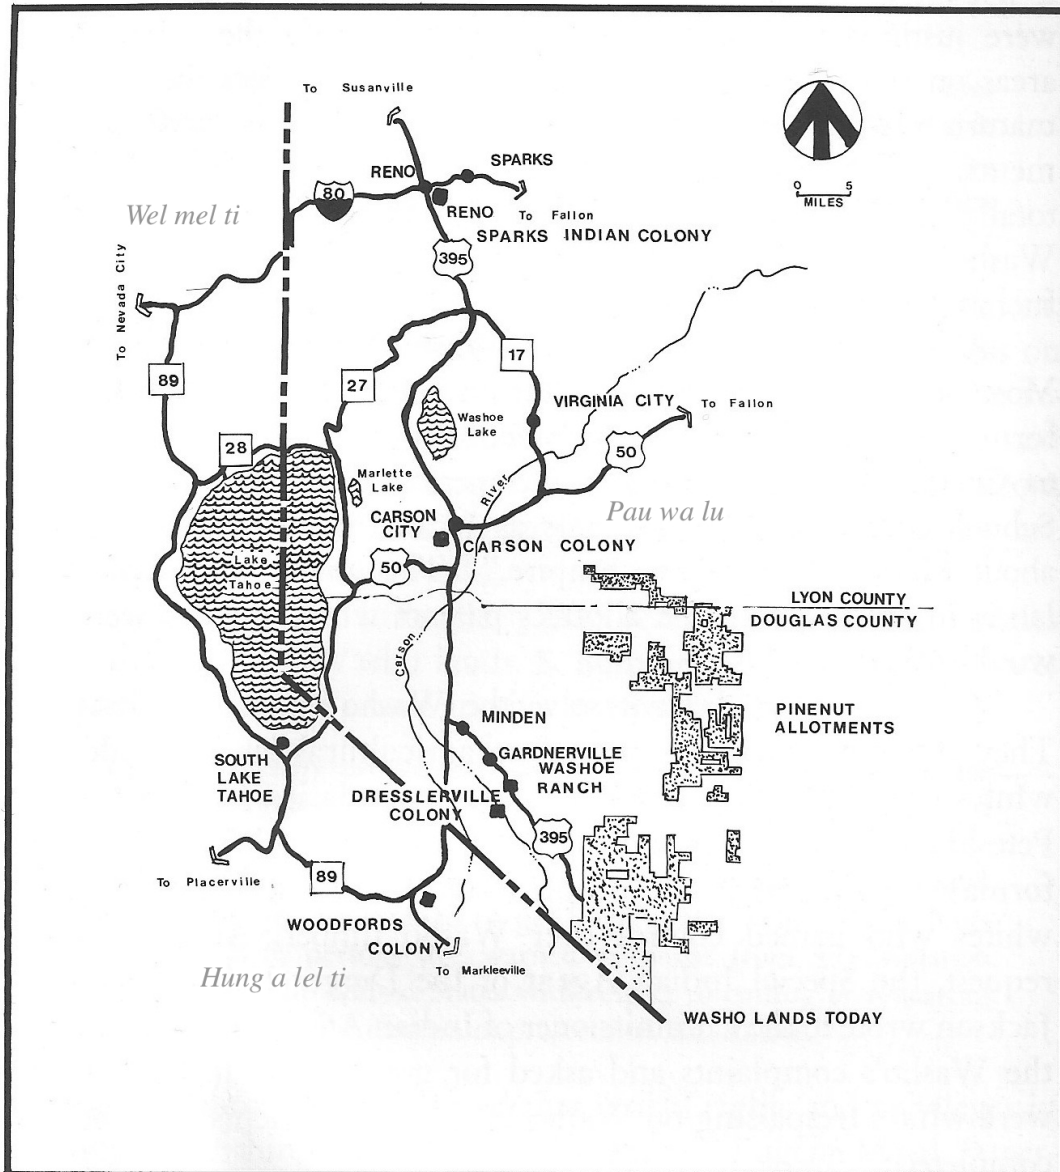 To Susanville
RENO
SPARKS
80
RENO
To Fallon
SPARKS INDIAN COLONY
0 5
MILES
Wel mel ti
395
To Nevada City
17
89
27
VIRGINIA CITY
To Fallon
Washoe
Lake
28
50
Marlette
Lake
River
Pau wa lu
CARSON
CITY
CARSON COLONY
Lake
Tahoe
50
LYON COUNTY
DOUGLAS COUNTY
Carson
PINENUT
ALLOTMENTS
MINDEN
GARDNERVILLE
WASHOE
RANCH
SOUTH
LAKE
TAHOE
DRESSLERVILLE
COLONY
395
To Placerville
89
WOODFORDS
COLONY
To Markleeville
Hung a lel ti
WASHO LANDS TODAY